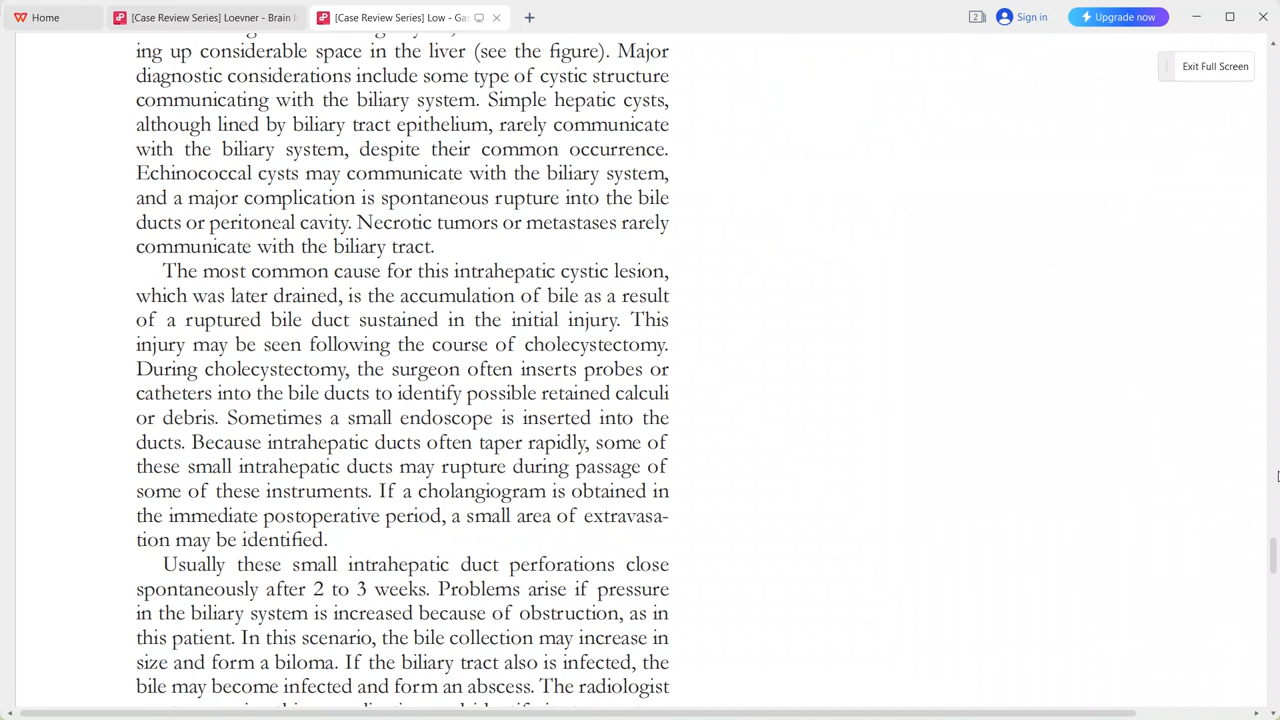 Home
[Case Review Series] Loevner - Brain I
[Case Review Series] Low - Gas
2
Sign in
Upgrade now
Exit Full Screen
ing up considerable space in the liver (see the figure). Major
diagnostic considerations include some type of cystic structure
communicating with the biliary system. Simple hepatic cysts,
although lined by biliary tract epithelium, rarely communicate
with the biliary system, despite their common occurrence.
Echinococcal cysts may communicate with the biliary system,
and a major complication is spontaneous rupture into the bile
ducts or peritoneal cavity. Necrotic tumors or metastases rarely
communicate with the biliary tract.
The most common cause for this intrahepatic cystic lesion,
which was later drained, is the accumulation of bile as a result
of a ruptured bile duct sustained in the initial injury. This
injury may be seen following the course of cholecystectomy.
During cholecystectomy, the surgeon often inserts probes or
catheters into the bile ducts to identify possible retained calculi
or debris. Sometimes a small endoscope is inserted into the
ducts. Because intrahepatic ducts often taper rapidly, some of
these small intrahepatic ducts may rupture during passage of
some of these instruments. If a cholangiogram is obtained in
the immediate postoperative period, a small area of extravasa-
tion may be identified.
Usually these small intrahepatic duct perforations close
spontaneously after 2 to 3 weeks. Problems arise if pressure
in the biliary system is increased because of obstruction, as in
this patient. In this scenario, the bile collection may increase in
size and form a biloma. If the biliary tract also is infected, the
bile may become infected and form an abscess. The radiologist